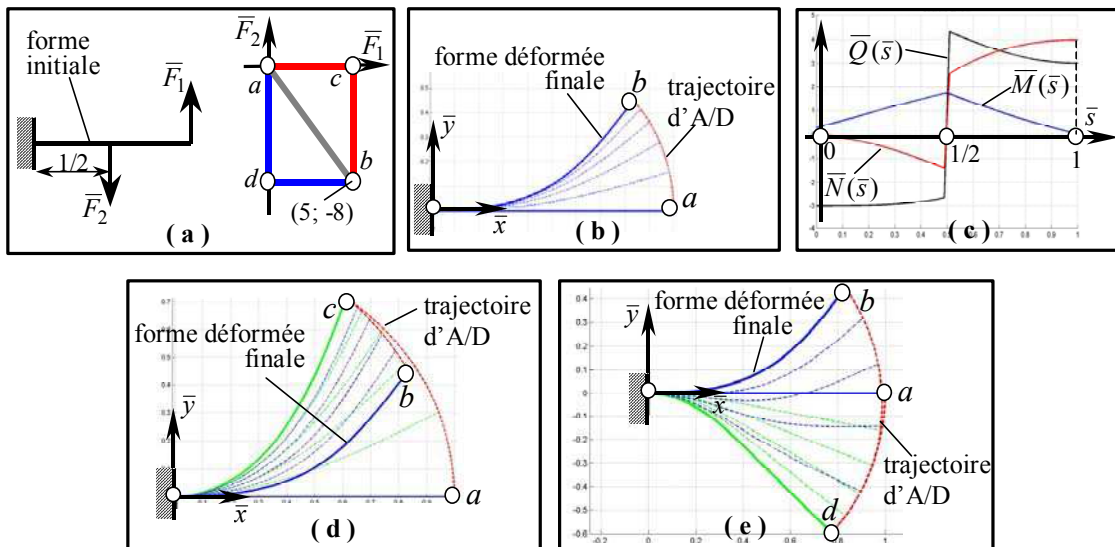 forme
initiale
F̅₁
1/2
F̅₂
F̅₂
F̅₁
a
c
d
b
(5; -8)
( a )
forme déformée
finale
b
trajectoire
d'A/D
y̅
x̅
a
( b )
Q̅(s̅)
M̅(s̅)
s̅
0
1/2
1
N̅(s̅)
( c )
c
trajectoire
d'A/D
forme déformée
finale
b
y̅
x̅
a
( d )
forme déformée
finale
y̅
b
x̅
a
trajectoire
d'A/D
d
( e )